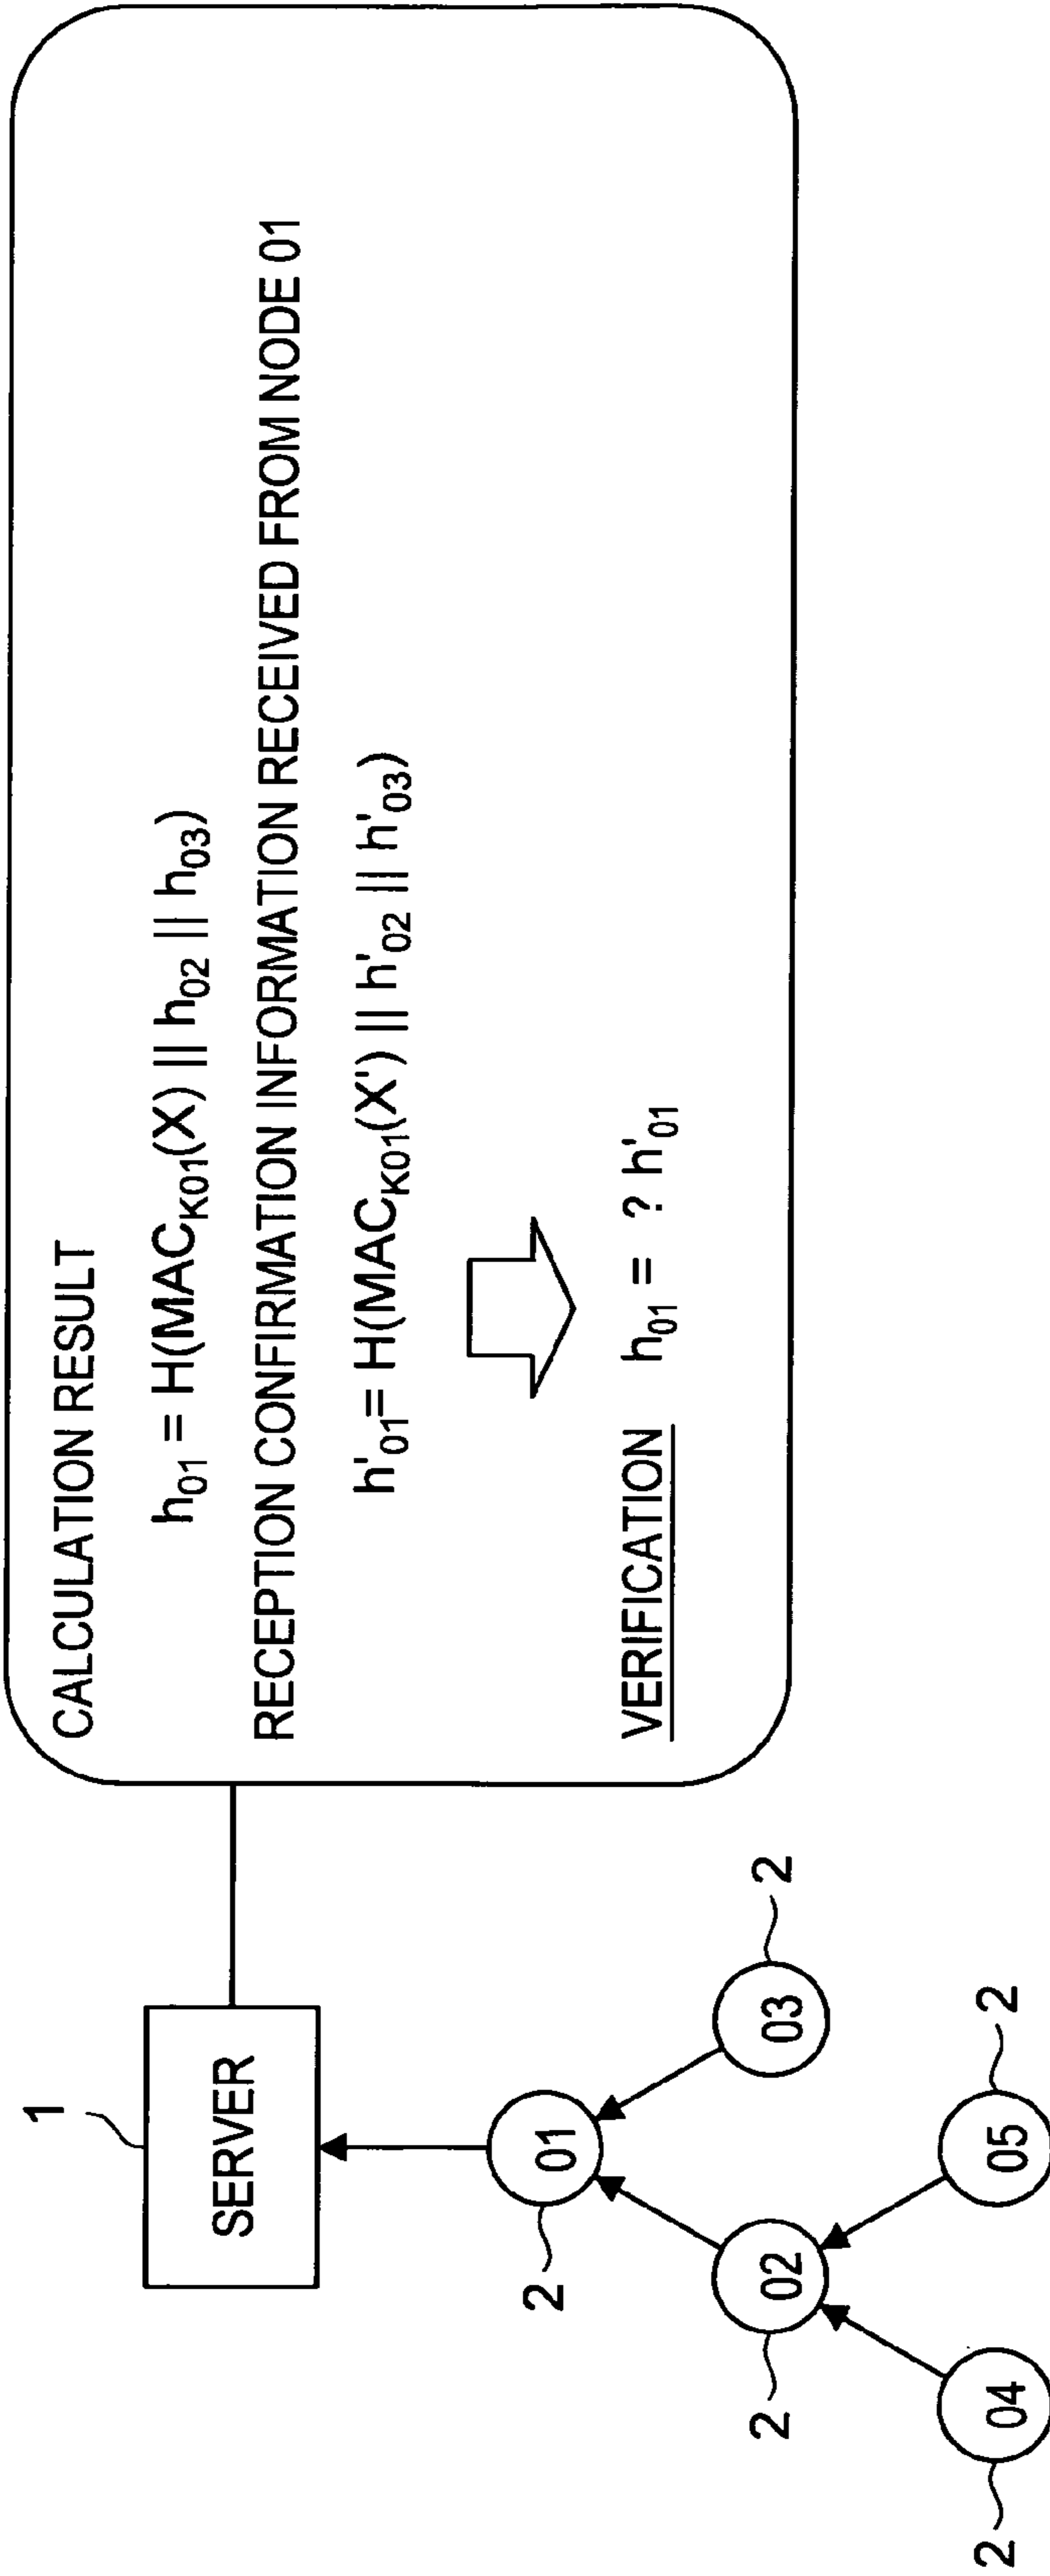 CALCULATION RESULT
h01 = H(MACK01(X) || h02 || h03)
RECEPTION CONFIRMATION INFORMATION RECEIVED FROM NODE 01
h'01= H(MACK01(X') || h'02 || h'03)
VERIFICATION h01 = ? h'01
1
SERVER
2
01
2
02
03
2
2
04
05
2